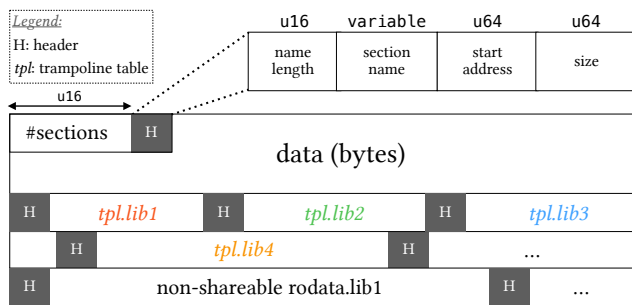 Legend:
H: header
tpl: trampoline table
u16 variable u64 u64
name length section name start address size
u16
#sections H
data (bytes)
H tpl.lib1 H tpl.lib2 H tpl.lib3
H tpl.lib4 H ...
H non-shareable rodata.lib1 H ...